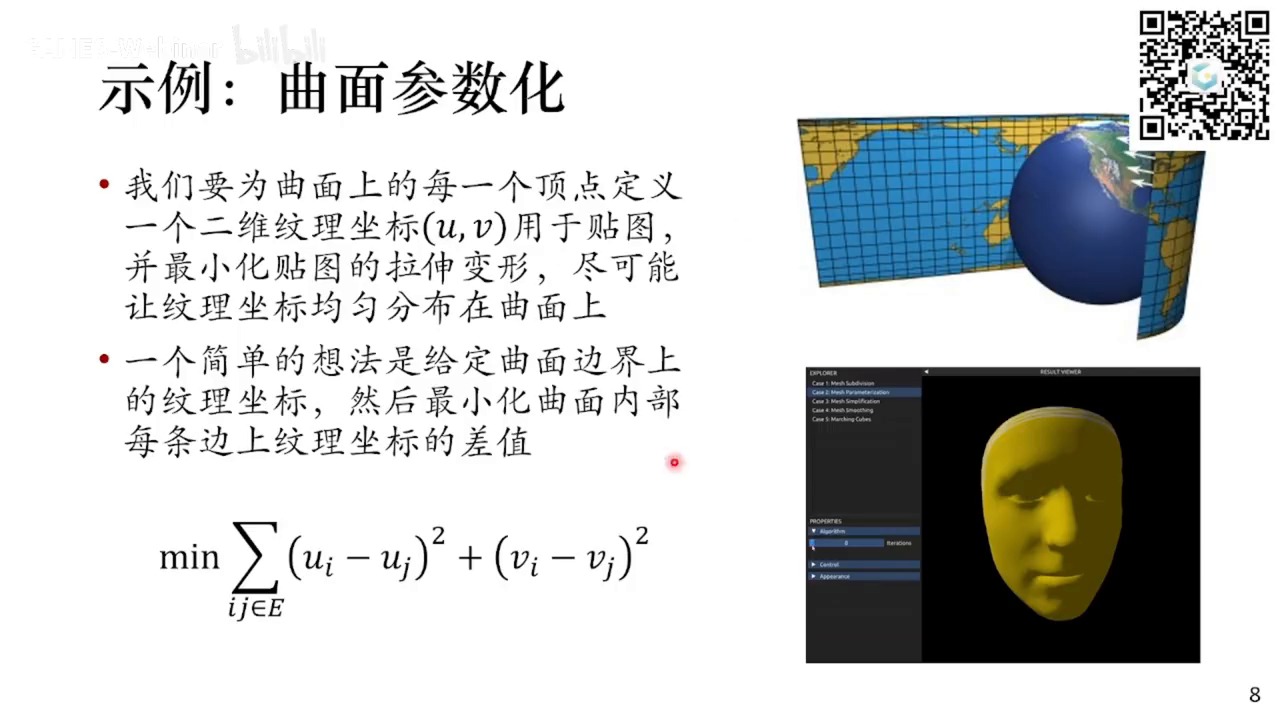 bilibili
示例：曲面参数化
• 我们要为曲面上的每一个顶点定义
一个二维纹理坐标(u, v)用于贴图，
并最小化贴图的拉伸变形，尽可能
让纹理坐标均匀分布在曲面上
• 一个简单的想法是给定曲面边界上
的纹理坐标，然后最小化曲面内部
每条边上纹理坐标的差值
min ∑ij∈E (ui − uj)² + (vi − vj)²
EXPLORER
Case 1: Mesh Subdivision
Case 2: Mesh Parameterization
Case 3: Mesh Simplification
Case 4: Mesh Smoothing
Case 5: Marching Cubes
PROPERTIES
Algorithm
0 Iterations
Control
Appearance
RESULT VIEWER
8